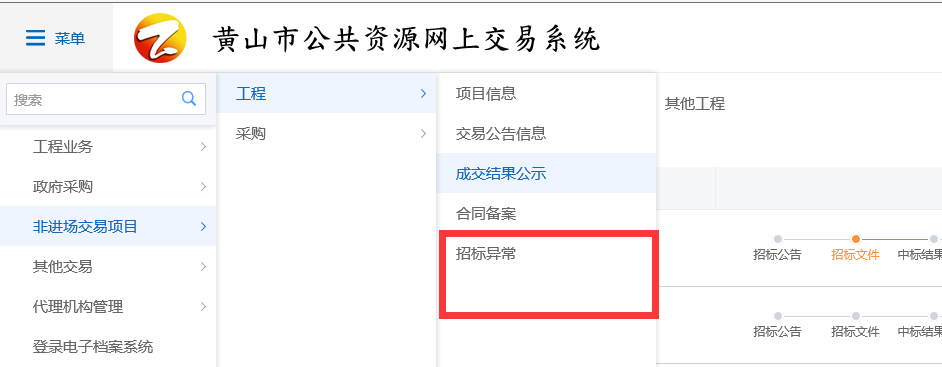 菜单
黄山市公共资源网上交易系统
搜索
工程业务
政府采购
非进场交易项目
其他交易
代理机构管理
登录电子档案系统
工程
采购
项目信息
交易公告信息
成交结果公示
合同备案
招标异常
其他工程
招标公告 招标文件 中标结果
招标公告 招标文件 中标结果